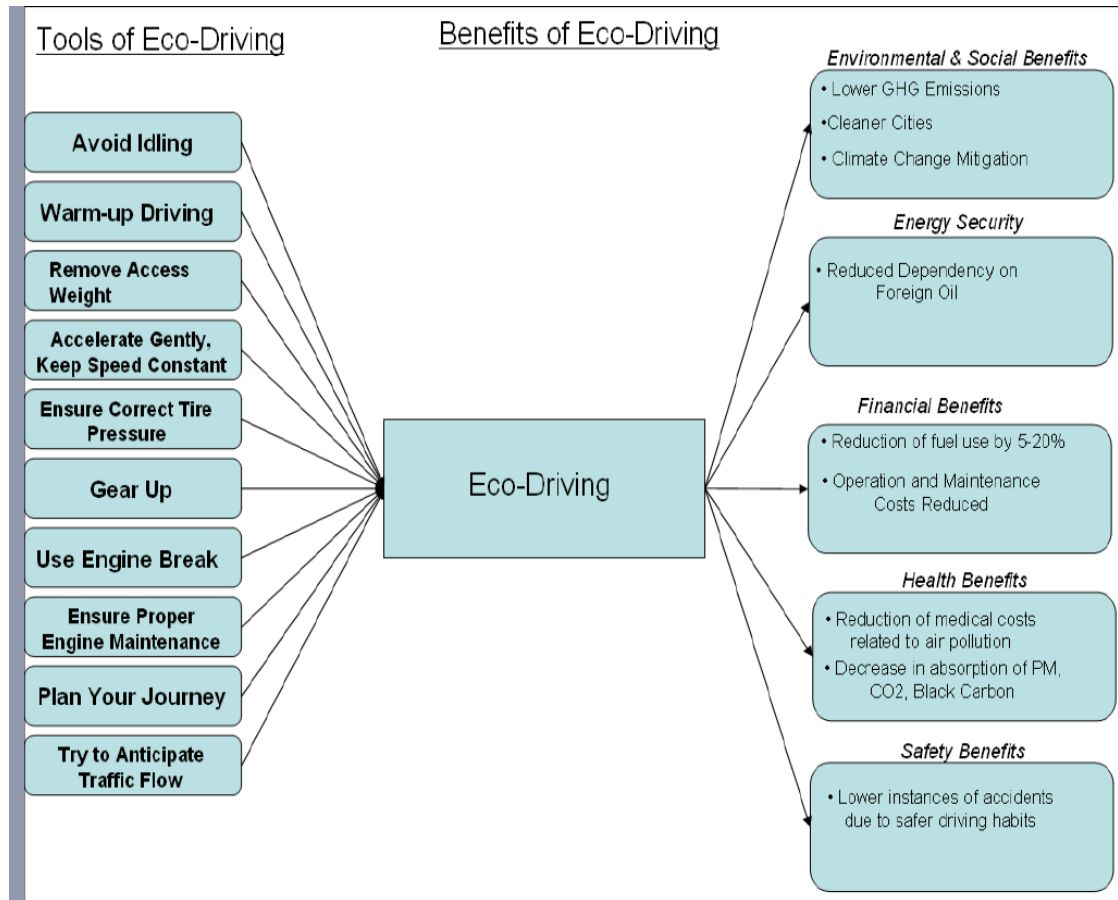 Tools of Eco-Driving
Avoid Idling
Warm-up Driving
Remove Access
Weight
Accelerate Gently,
Keep Speed Constant
Ensure Correct Tire
Pressure
Gear Up
Use Engine Break
Ensure Proper
Engine Maintenance
Plan Your Journey
Try to Anticipate
Traffic Flow
Eco-Driving
Benefits of Eco-Driving
Environmental & Social Benefits
• Lower GHG Emissions
•Cleaner Cities
• Climate Change Mitigation
Energy Security
• Reduced Dependency on
Foreign Oil
Financial Benefits
• Reduction of fuel use by 5-20%
• Operation and Maintenance
Costs Reduced
Health Benefits
• Reduction of medical costs
related to air pollution
• Decrease in absorption of PM,
CO2, Black Carbon
Safety Benefits
• Lower instances of accidents
due to safer driving habits